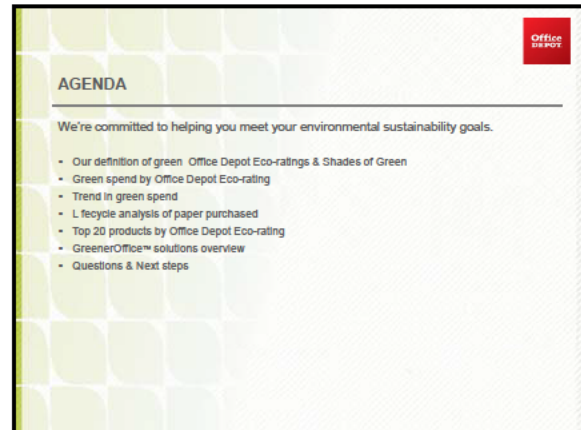 Office
DEPOT
AGENDA
We're committed to helping you meet your environmental sustainability goals.
- Our definition of green Office Depot Eco-ratings & Shades of Green
- Green spend by Office Depot Eco-rating
- Trend in green spend
- L fecycle analysis of paper purchased
- Top 20 products by Office Depot Eco-rating
- GreenerOffice™ solutions overview
- Questions & Next steps